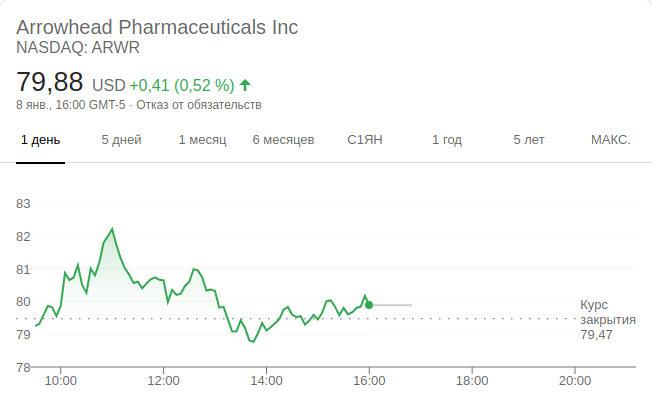 Arrowhead Pharmaceuticals Inc
NASDAQ: ARWR
79,88 USD +0,41 (0,52 %)
8 янв., 16:00 GMT-5 · Отказ от обязательств
1 день 5 дней 1 месяц 6 месяцев С1ЯН 1 год 5 лет МАКС.
83
82
81
80
79
78
Курс
закрытия
79,47
10:00 12:00 14:00 16:00 18:00 20:00